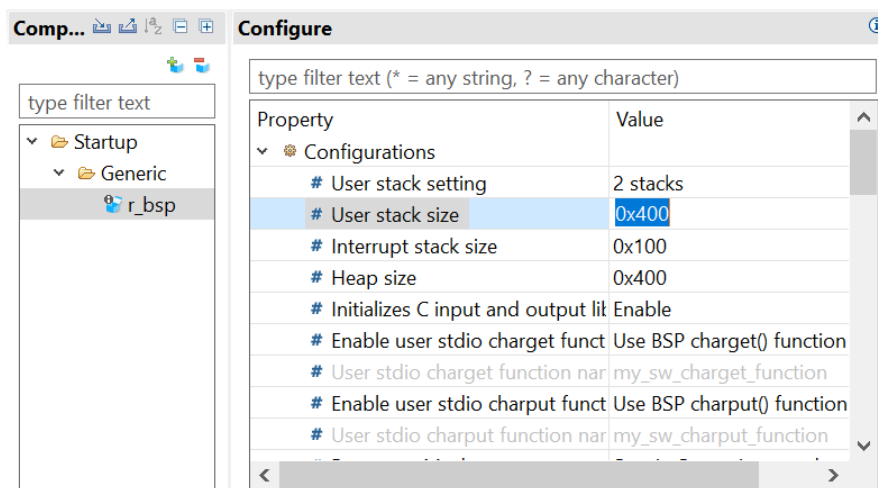 Comp...
type filter text
Startup
Generic
r_bsp
Configure
type filter text (* = any string, ? = any character)
Property Value
Configurations
# User stack setting 2 stacks
# User stack size 0x400
# Interrupt stack size 0x100
# Heap size 0x400
# Initializes C input and output lib Enable
# Enable user stdio charget funct Use BSP charget() function
# User stdio charget function nar my_sw_charget_function
# Enable user stdio charput funct Use BSP charput() function
# User stdio charput function nar my_sw_charput_function